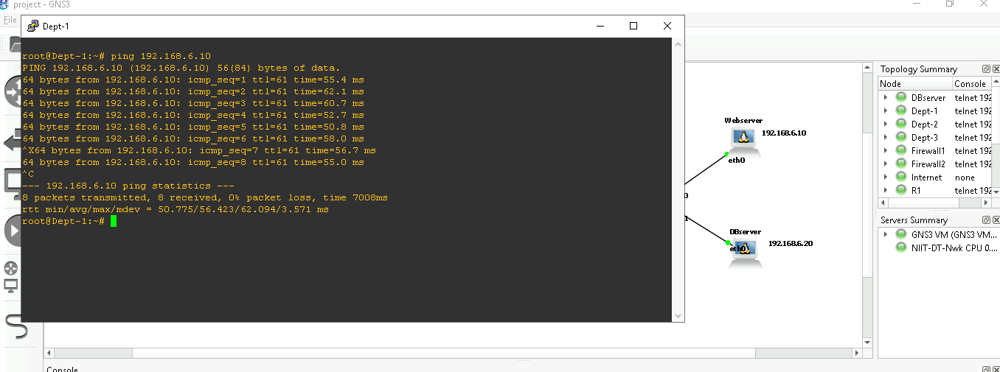 project - GNS3
File
Dept-1
root@Dept-1:~# ping 192.168.6.10
PING 192.168.6.10 (192.168.6.10) 56(84) bytes of data.
64 bytes from 192.168.6.10: icmp_seq=1 ttl=61 time=55.4 ms
64 bytes from 192.168.6.10: icmp_seq=2 ttl=61 time=62.1 ms
64 bytes from 192.168.6.10: icmp_seq=3 ttl=61 time=60.7 ms
64 bytes from 192.168.6.10: icmp_seq=4 ttl=61 time=52.7 ms
64 bytes from 192.168.6.10: icmp_seq=5 ttl=61 time=50.8 ms
64 bytes from 192.168.6.10: icmp_seq=6 ttl=61 time=58.0 ms
^X64 bytes from 192.168.6.10: icmp_seq=7 ttl=61 time=56.7 ms
64 bytes from 192.168.6.10: icmp_seq=8 ttl=61 time=55.0 ms
^C
--- 192.168.6.10 ping statistics ---
8 packets transmitted, 8 received, 0% packet loss, time 7008ms
rtt min/avg/max/mdev = 50.775/56.423/62.094/3.571 ms
root@Dept-1:~#
Webserver
192.168.6.10
eth0
0
1
DBserver
192.168.6.20
eth0
Topology Summary
Node Console
DBserver telnet 192
Dept-1 telnet 192
Dept-2 telnet 192
Dept-3 telnet 192
Firewall1 telnet 192
Firewall2 telnet 192
Internet none
R1 telnet 192
Servers Summary
GNS3 VM (GNS3 VM...
NIIT-DT-Nwk CPU 0....
Console